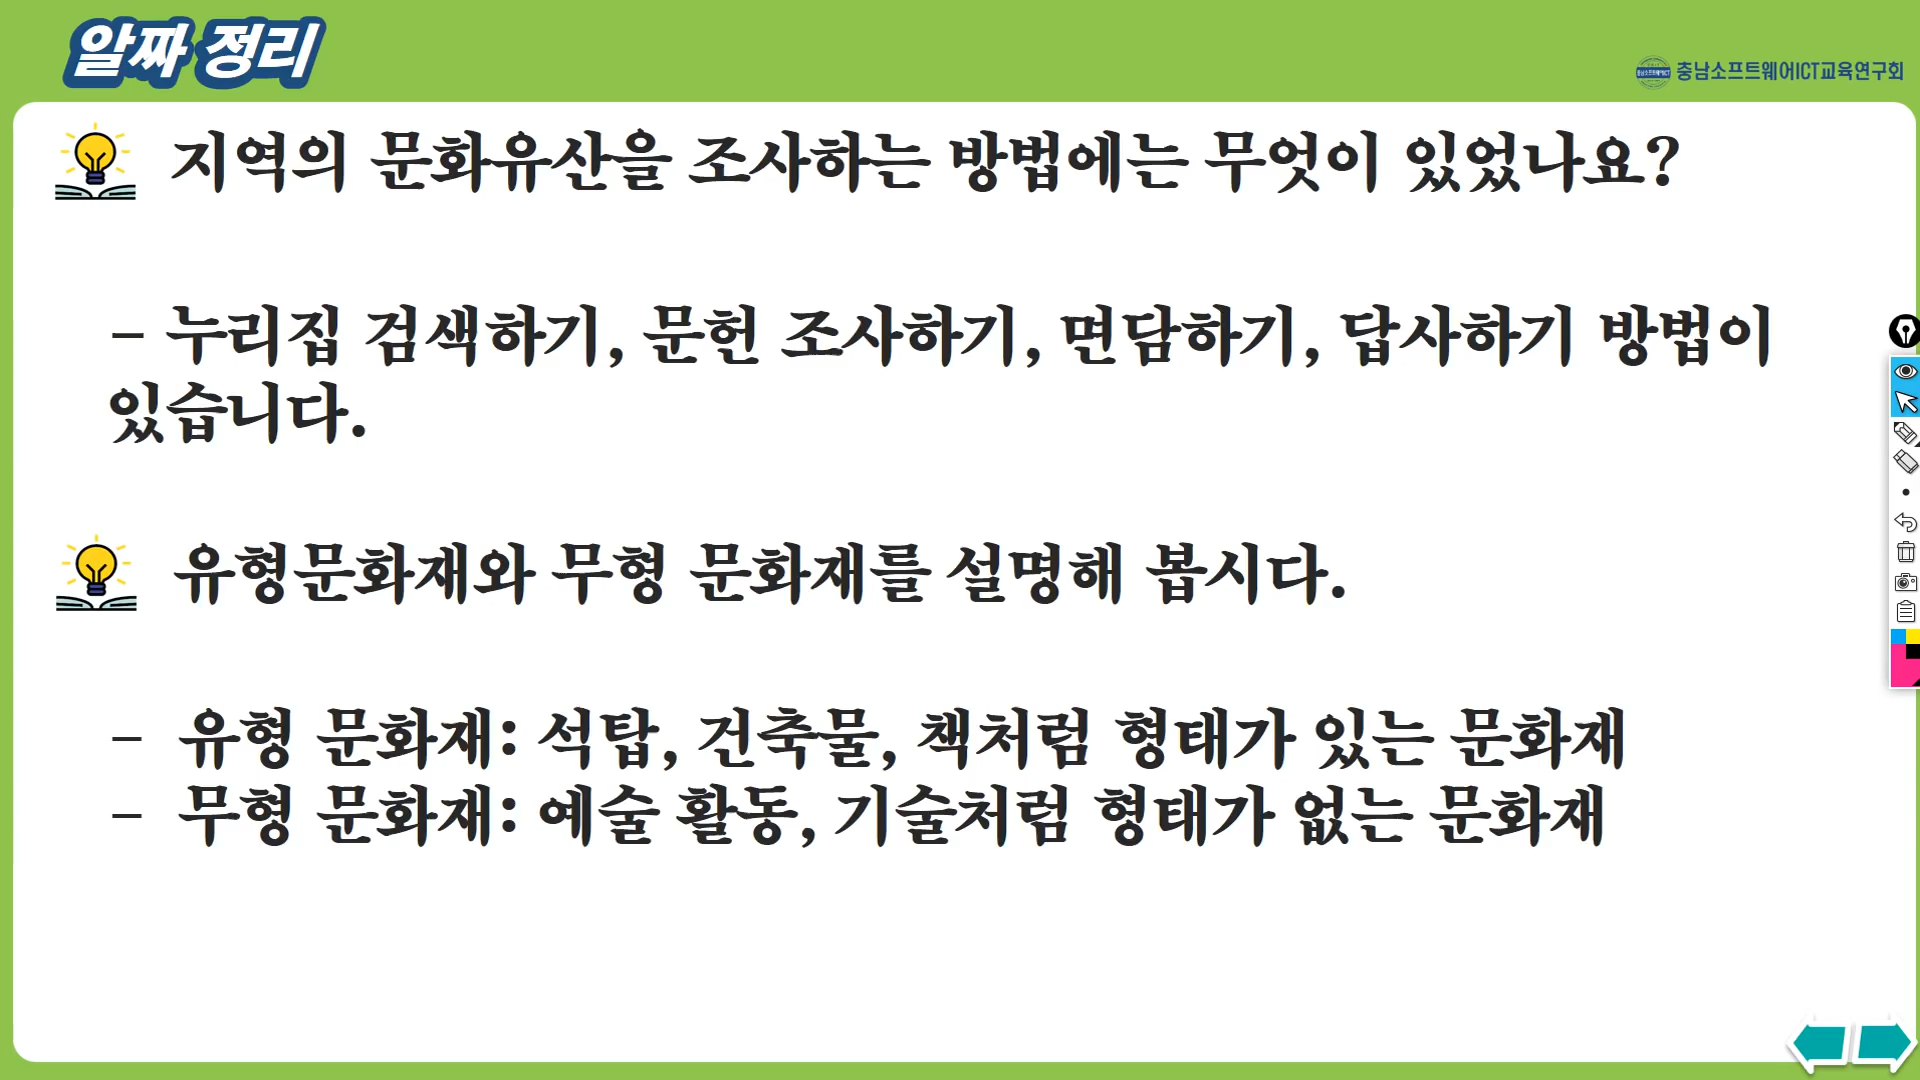 알짜 정리
충남소프트웨어ICT교육연구회
지역의 문화유산을 조사하는 방법에는 무엇이 있었나요?
- 누리집 검색하기, 문헌 조사하기, 면담하기, 답사하기 방법이
있습니다.
유형문화재와 무형 문화재를 설명해 봅시다.
- 유형 문화재: 석탑, 건축물, 책처럼 형태가 있는 문화재
- 무형 문화재: 예술 활동, 기술처럼 형태가 없는 문화재